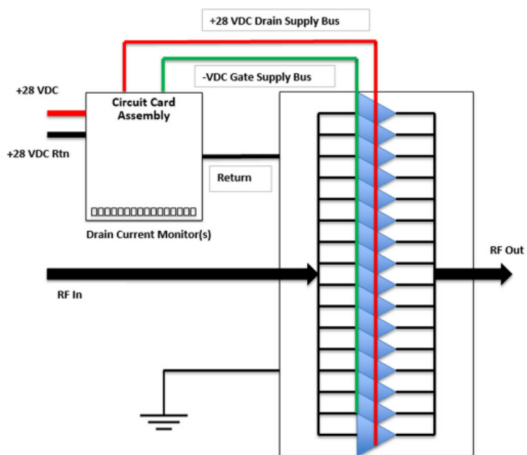 +28 VDC Drain Supply Bus
-VDC Gate Supply Bus
+28 VDC
Circuit Card
Assembly
+28 VDC Rtn
Return
Drain Current Monitor(s)
RF Out
RF In